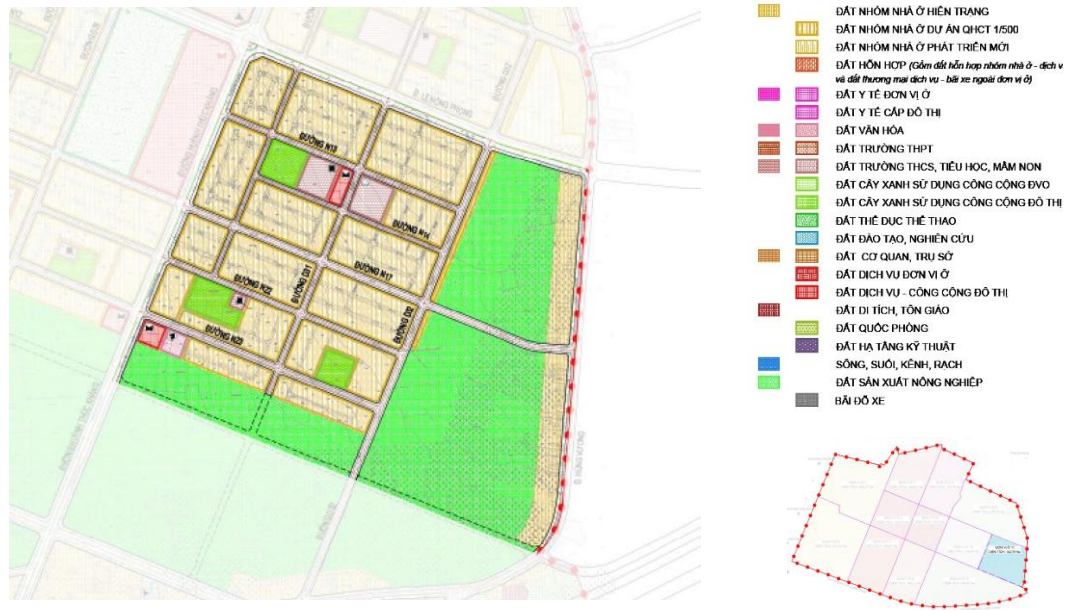 Đ. LÊ HỒNG PHONG
ĐƯỜNG N13
ĐƯỜNG N14
ĐƯỜNG N17
ĐƯỜNG D31
ĐƯỜNG N22
ĐƯỜNG N23
Đ. HÙNG VƯƠNG
ĐẤT NHÓM NHÀ Ở HIỆN TRẠNG
ĐẤT NHÓM NHÀ Ở DỰ ÁN QHCT 1/500
ĐẤT NHÓM NHÀ Ở PHÁT TRIỂN MỚI
ĐẤT HỖN HỢP (Gồm đất hỗn hợp nhóm nhà ở - dịch v
và đất thương mại dịch vụ - bãi xe ngoài đơn vị ở)
ĐẤT Y TẾ ĐƠN VỊ Ở
ĐẤT Y TẾ CẤP ĐÔ THỊ
ĐẤT VĂN HÓA
ĐẤT TRƯỜNG THPT
ĐẤT TRƯỜNG THCS, TIỂU HỌC, MẦM NON
ĐẤT CÂY XANH SỬ DỤNG CÔNG CỘNG ĐVO
ĐẤT CÂY XANH SỬ DỤNG CÔNG CỘNG ĐÔ THỊ
ĐẤT THỂ DỤC THỂ THAO
ĐẤT ĐÀO TẠO, NGHIÊN CỨU
ĐẤT CƠ QUAN, TRỤ SỞ
ĐẤT DỊCH VỤ ĐƠN VỊ Ở
ĐẤT DỊCH VỤ - CÔNG CỘNG ĐÔ THỊ
ĐẤT DI TÍCH, TÔN GIÁO
ĐẤT QUỐC PHÒNG
ĐẤT HẠ TẦNG KỸ THUẬT
SÔNG, SUỐI, KÊNH, RẠCH
ĐẤT SẢN XUẤT NÔNG NGHIỆP
BÃI ĐỖ XE